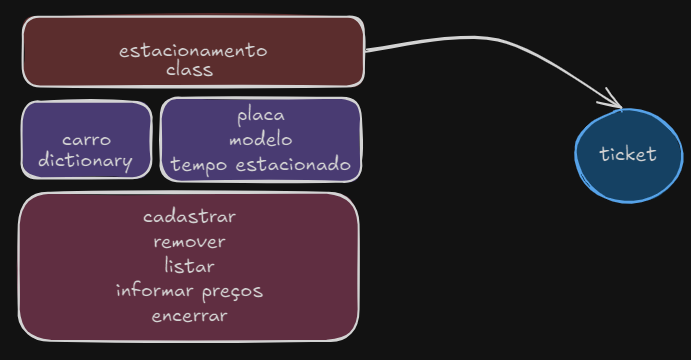 estacionamento
class
ticket
carro
dictionary
placa
modelo
tempo estacionado
cadastrar
remover
listar
informar preços
encerrar